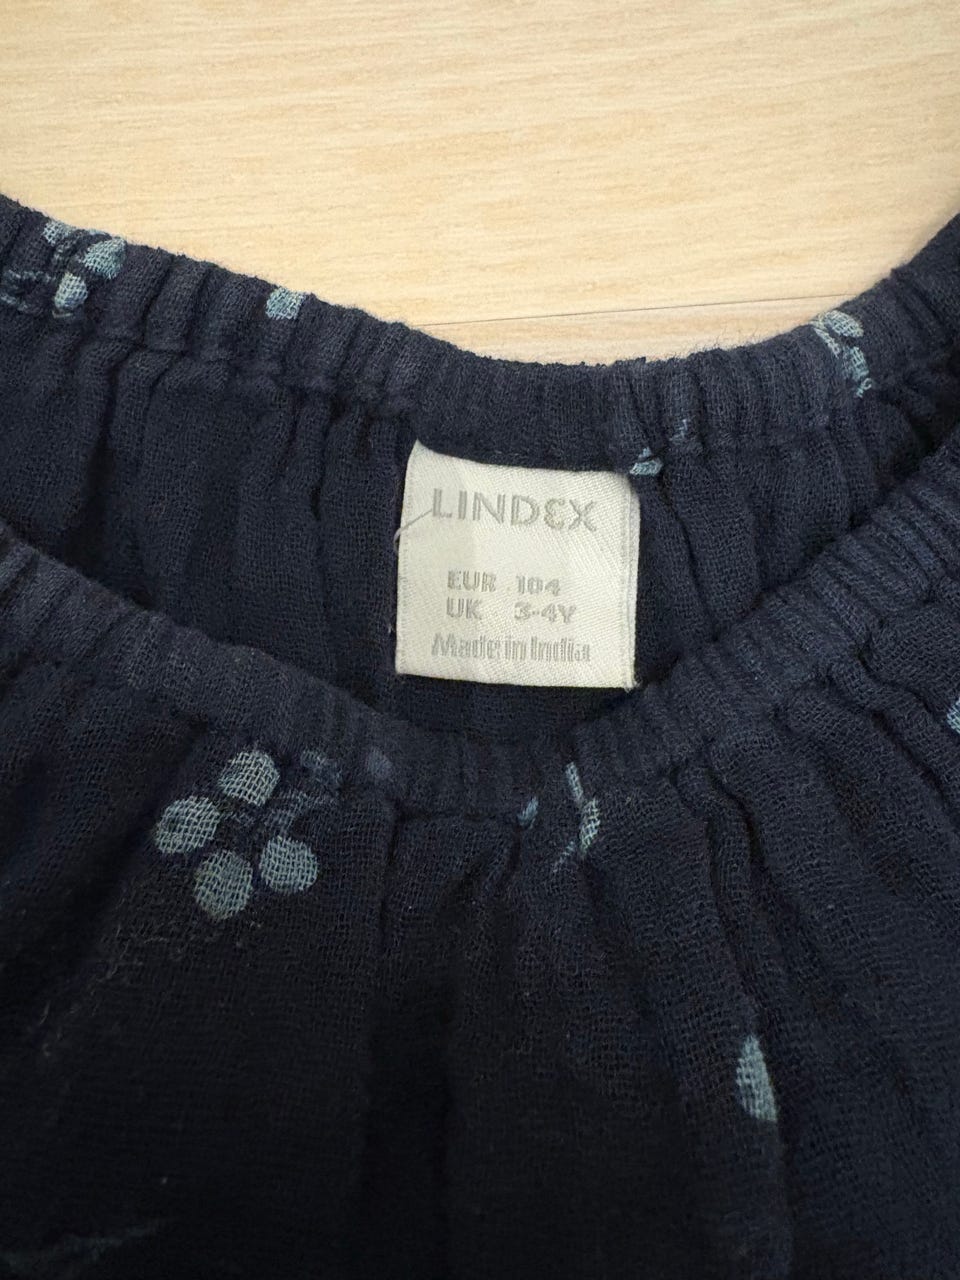 LINDEX
EUR 104
UK 3-4Y
Made in India